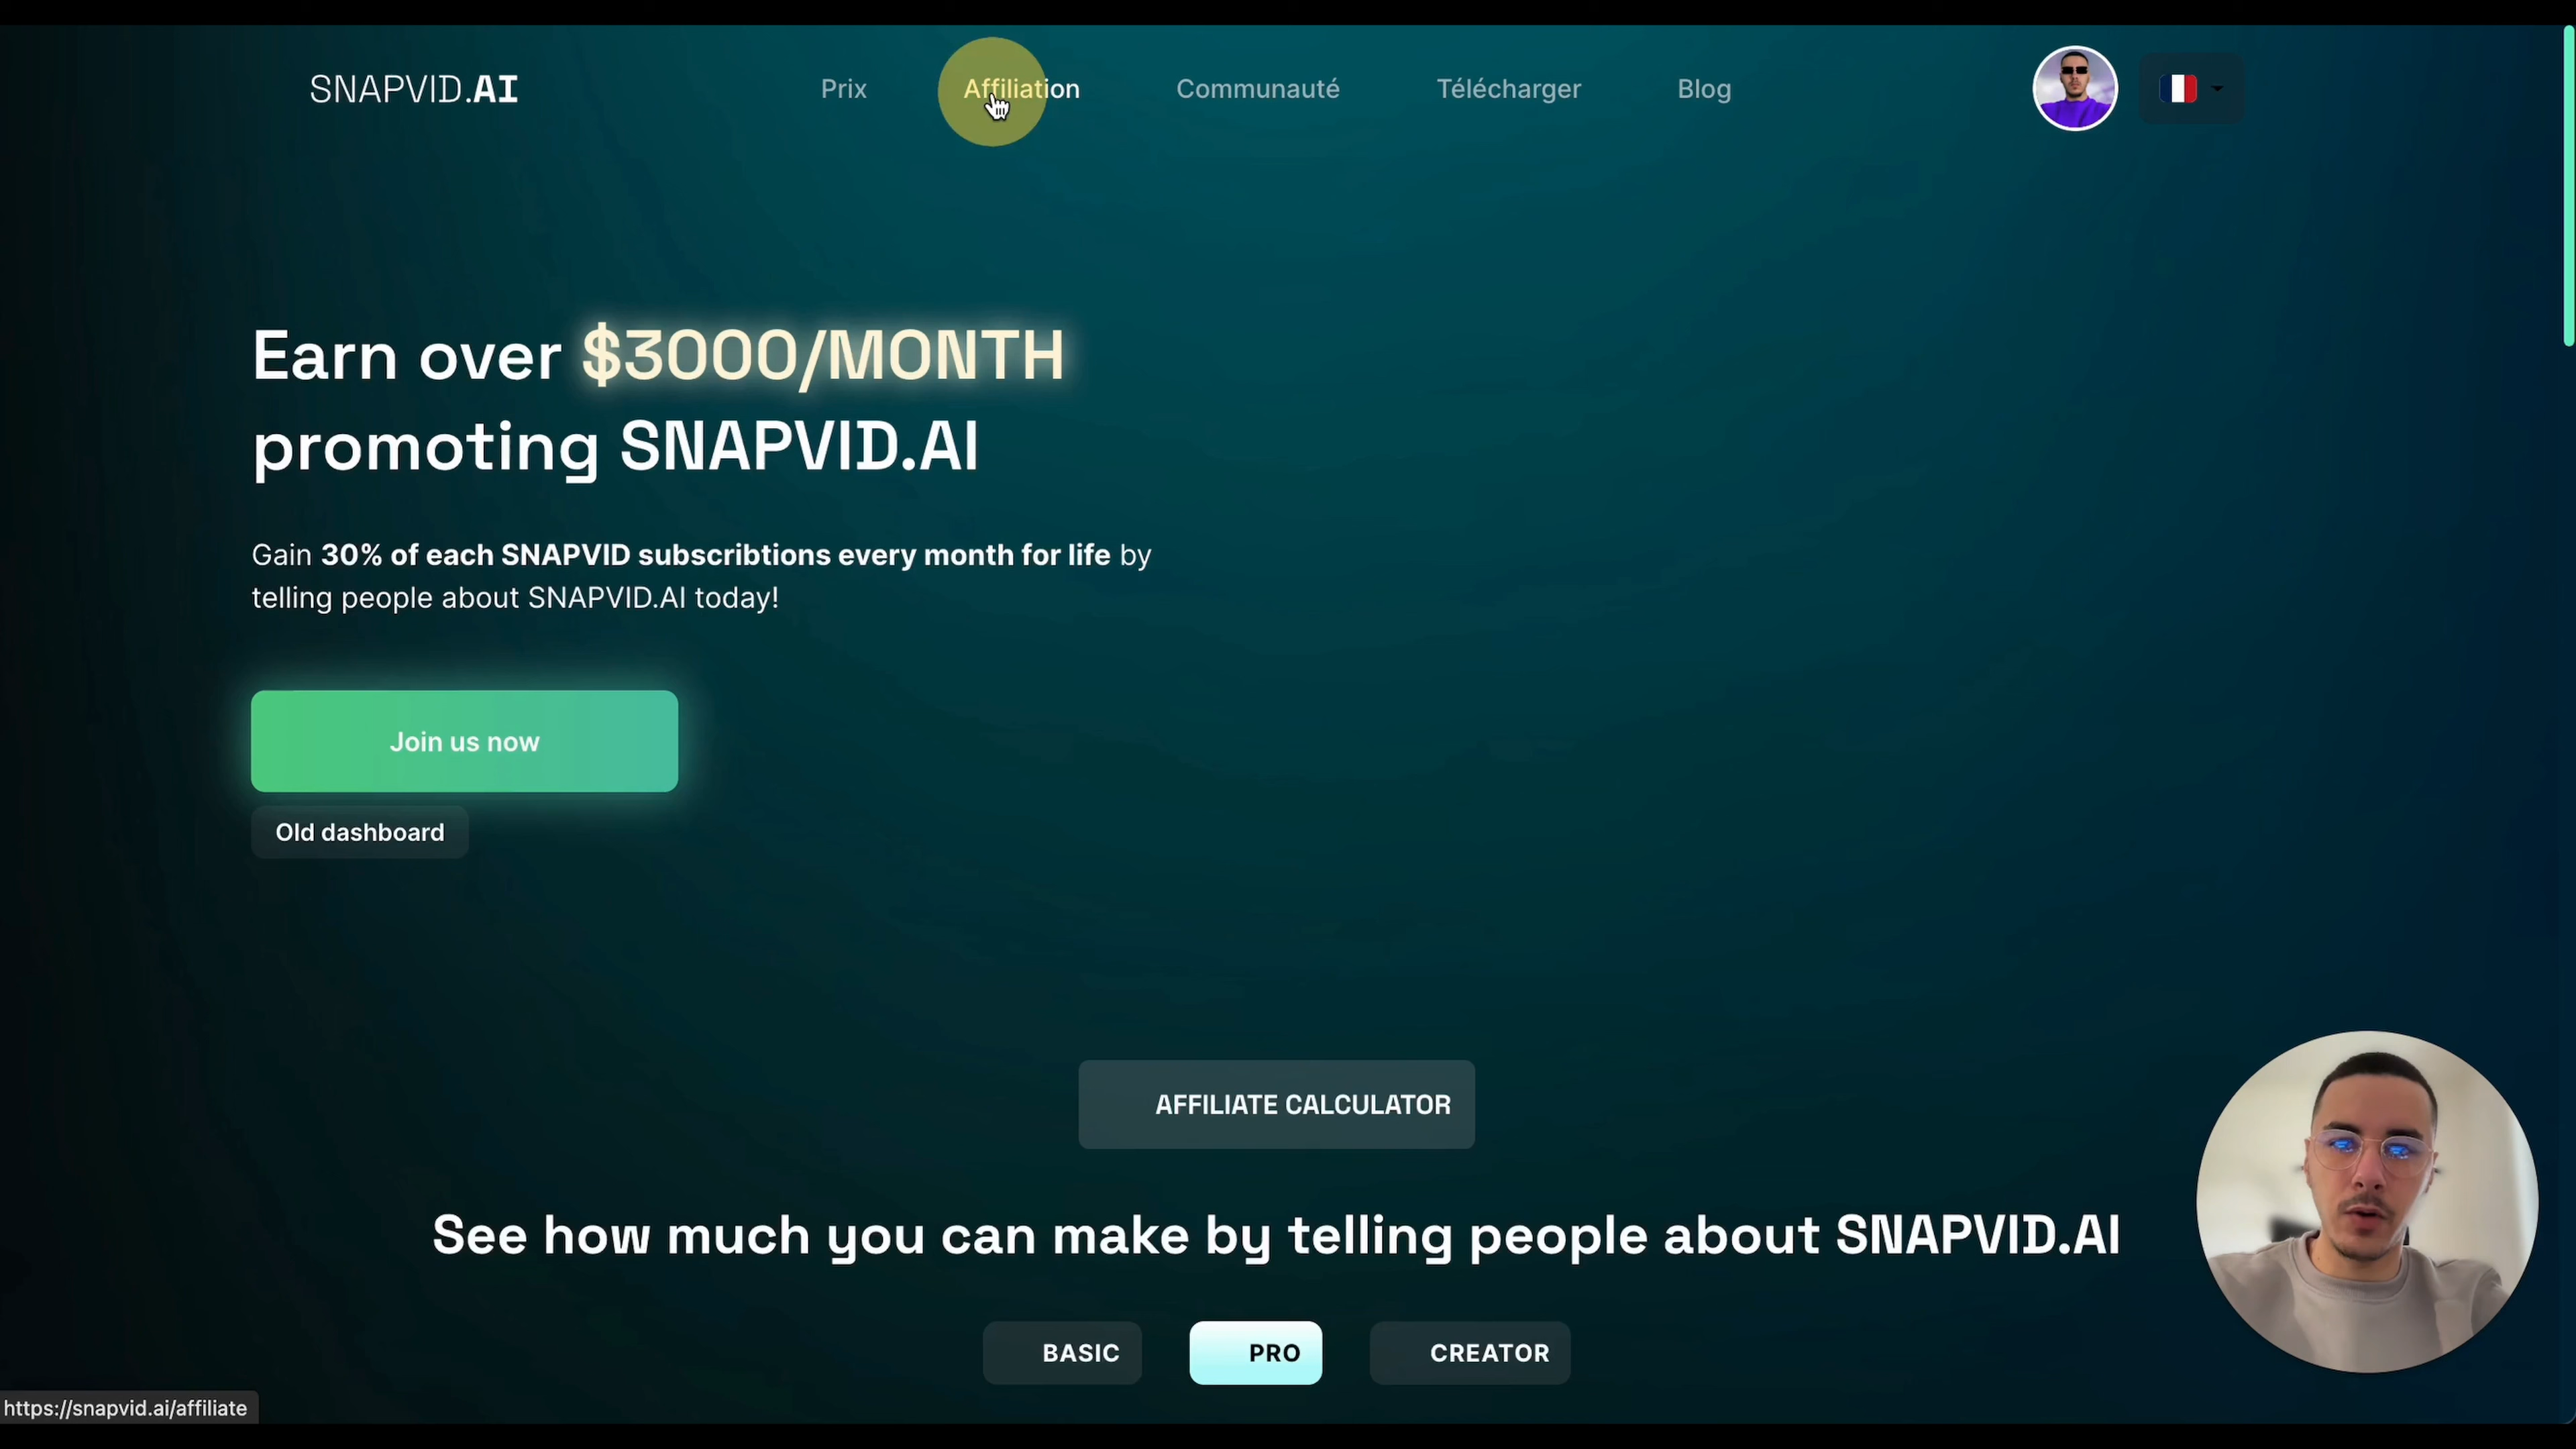 SNAPVID.AI
Prix
Affiliation
Communauté
Télécharger
Blog
Earn over $3000/MONTH
promoting SNAPVID.AI
Gain 30% of each SNAPVID subscribtions every month for life by
telling people about SNAPVID.AI today!
Join us now
Old dashboard
AFFILIATE CALCULATOR
See how much you can make by telling people about SNAPVID.AI
BASIC
PRO
CREATOR
https://snapvid.ai/affiliate